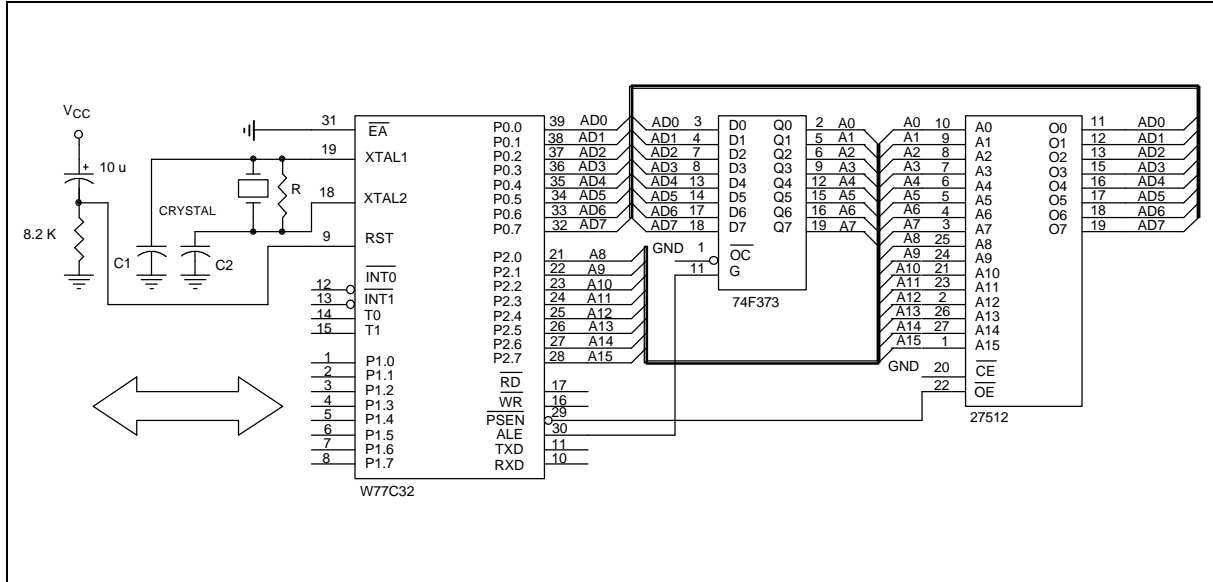 VCC
10 u
8.2 K
C1
C2
CRYSTAL
R
31 EA
19 XTAL1
18 XTAL2
9 RST
12 INT0
13 INT1
14 T0
15 T1
1 P1.0
2 P1.1
3 P1.2
4 P1.3
5 P1.4
6 P1.5
7 P1.6
8 P1.7
P0.0 39 AD0
P0.1 38 AD1
P0.2 37 AD2
P0.3 36 AD3
P0.4 35 AD4
P0.5 34 AD5
P0.6 33 AD6
P0.7 32 AD7
P2.0 21 A8
P2.1 22 A9
P2.2 23 A10
P2.3 24 A11
P2.4 25 A12
P2.5 26 A13
P2.6 27 A14
P2.7 28 A15
RD 17
WR 16
PSEN 29
ALE 30
TXD 11
RXD 10
W77C32
AD0 3 D0 Q0 2 A0
AD1 4 D1 Q1 5 A1
AD2 7 D2 Q2 6 A2
AD3 8 D3 Q3 9 A3
AD4 13 D4 Q4 12 A4
AD5 14 D5 Q5 15 A5
AD6 17 D6 Q6 16 A6
AD7 18 D7 Q7 19 A7
GND 1 OC
11 G
74F373
A0 10 A0 O0 11 AD0
A1 9 A1 O1 12 AD1
A2 8 A2 O2 13 AD2
A3 7 A3 O3 15 AD3
A4 6 A4 O4 16 AD4
A5 5 A5 O5 17 AD5
A6 4 A6 O6 18 AD6
A7 3 A7 O7 19 AD7
A8 25 A8
A9 24 A9
A10 21 A10
A11 23 A11
A12 2 A12
A13 26 A13
A14 27 A14
A15 1 A15
GND 20 CE
22 OE
27512